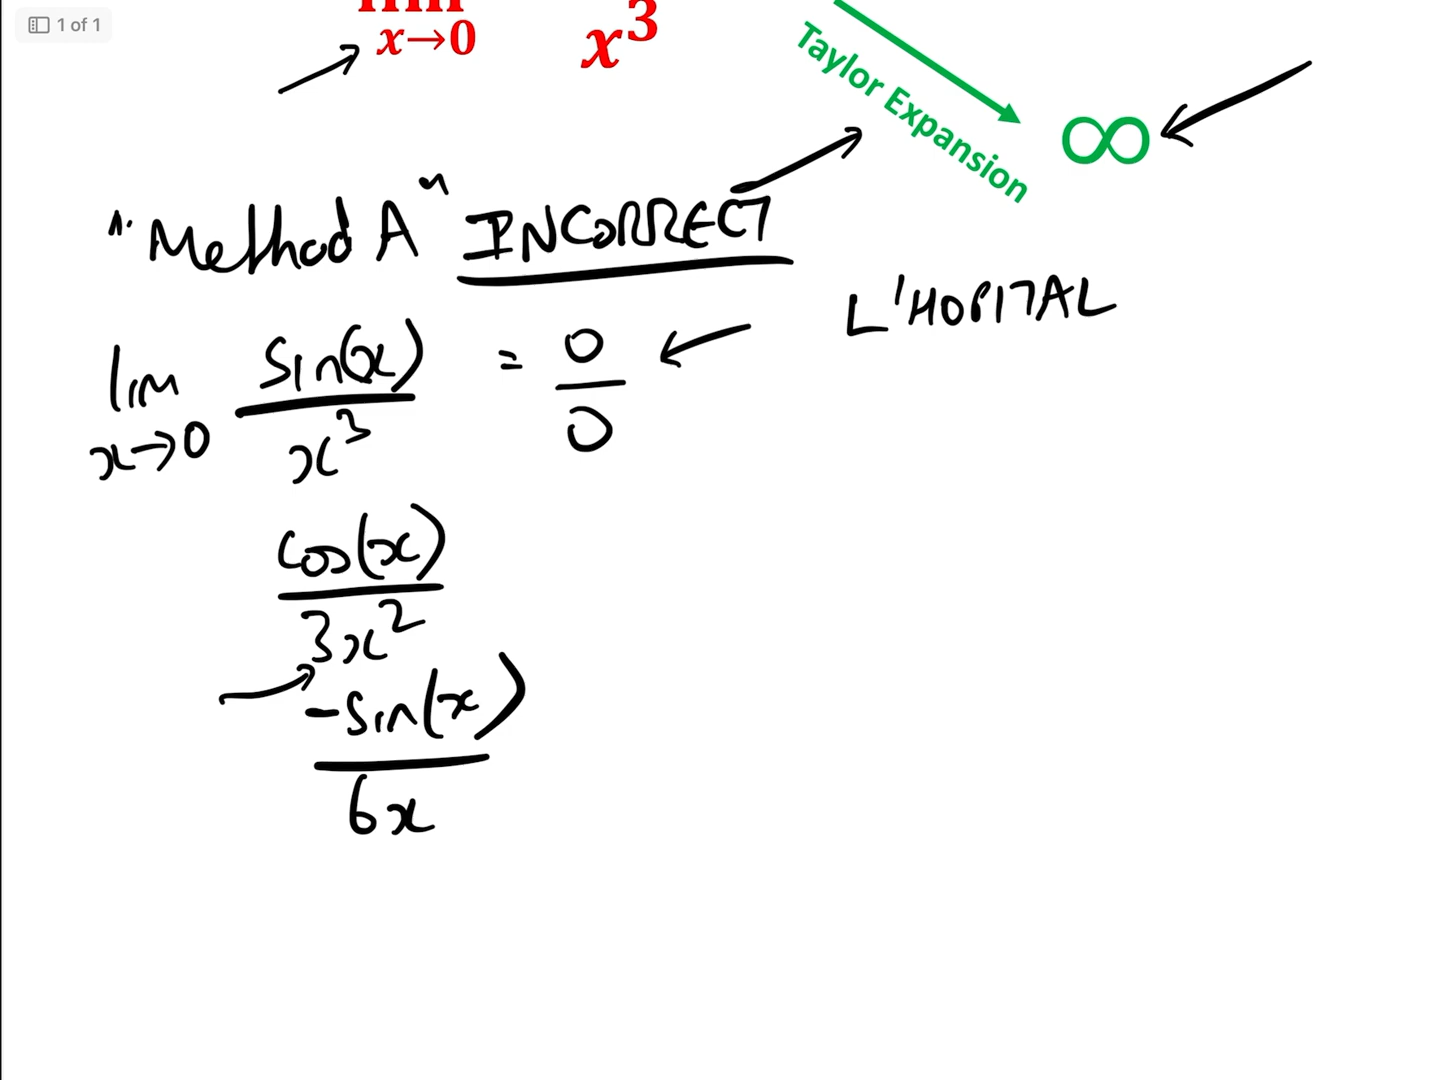 1 of 1
x→0 x³
Taylor Expansion
∞
"Method A" INCORRECT
L'HOPITAL
lim x→0 sin(x)/x³ = 0/0
cos(x)/3x²
-sin(x)/6x